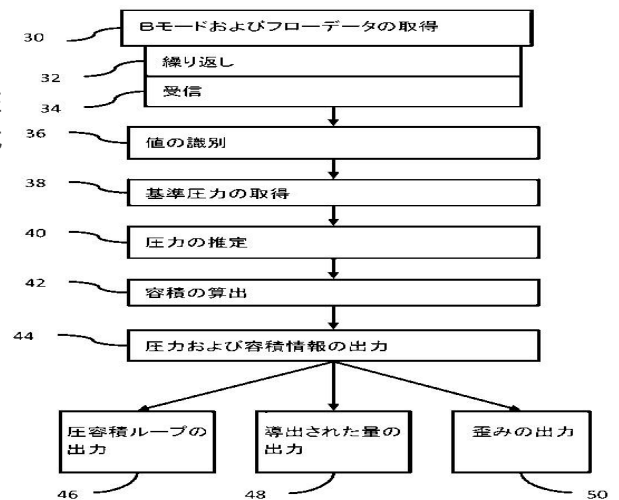 30
Bモードおよびフローデータの取得
32
繰り返し
34
受信
36
値の識別
38
基準圧力の取得
40
圧力の推定
42
容積の算出
44
圧力および容積情報の出力
圧容積ループの
出力
導出された量の
出力
歪みの出力
46
48
50